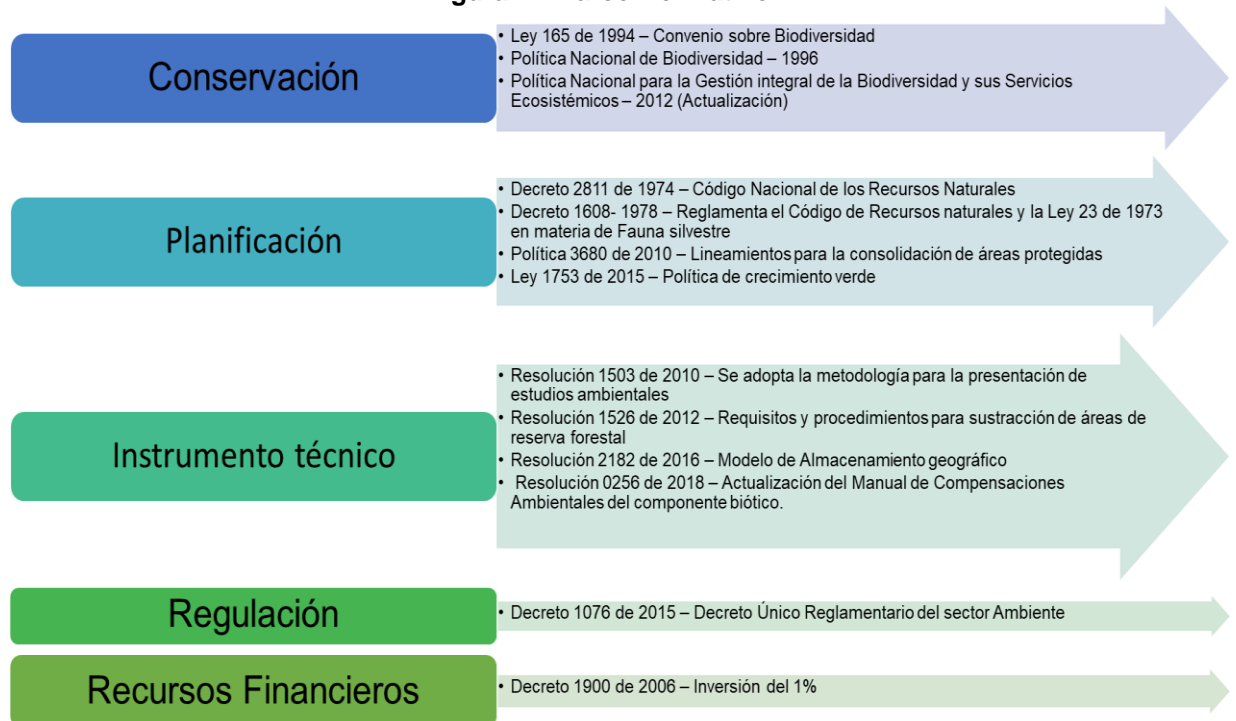 Conservación
• Ley 165 de 1994 – Convenio sobre Biodiversidad
• Política Nacional de Biodiversidad – 1996
• Política Nacional para la Gestión integral de la Biodiversidad y sus Servicios
Ecosistémicos – 2012 (Actualización)
Planificación
• Decreto 2811 de 1974 – Código Nacional de los Recursos Naturales
• Decreto 1608- 1978 – Reglamenta el Código de Recursos naturales y la Ley 23 de 1973
en materia de Fauna silvestre
• Política 3680 de 2010 – Lineamientos para la consolidación de áreas protegidas
• Ley 1753 de 2015 – Política de crecimiento verde
Instrumento técnico
• Resolución 1503 de 2010 – Se adopta la metodología para la presentación de
estudios ambientales
• Resolución 1526 de 2012 – Requisitos y procedimientos para sustracción de áreas de
reserva forestal
• Resolución 2182 de 2016 – Modelo de Almacenamiento geográfico
• Resolución 0256 de 2018 – Actualización del Manual de Compensaciones
Ambientales del componente biótico.
Regulación
• Decreto 1076 de 2015 – Decreto Único Reglamentario del sector Ambiente
Recursos Financieros
• Decreto 1900 de 2006 – Inversión del 1%